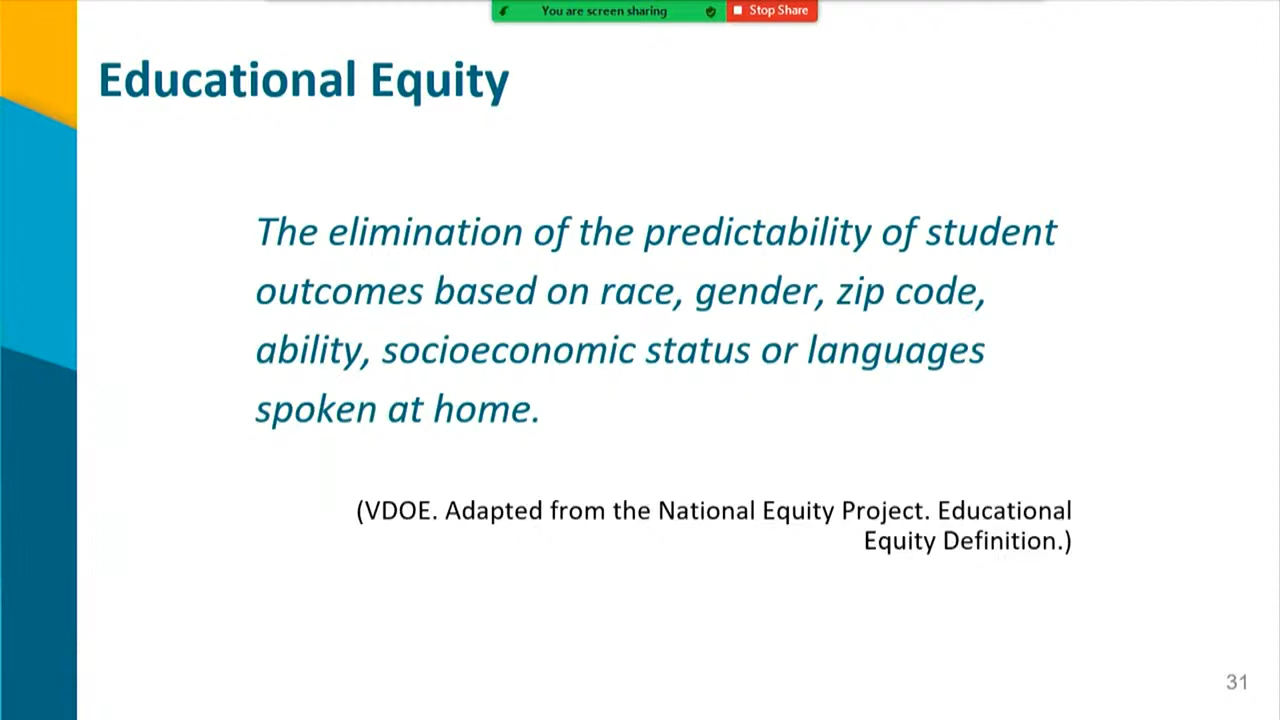 You are screen sharing
Stop Share
Educational Equity
The elimination of the predictability of student
outcomes based on race, gender, zip code,
ability, socioeconomic status or languages
spoken at home.
(VDOE. Adapted from the National Equity Project. Educational
Equity Definition.)
31